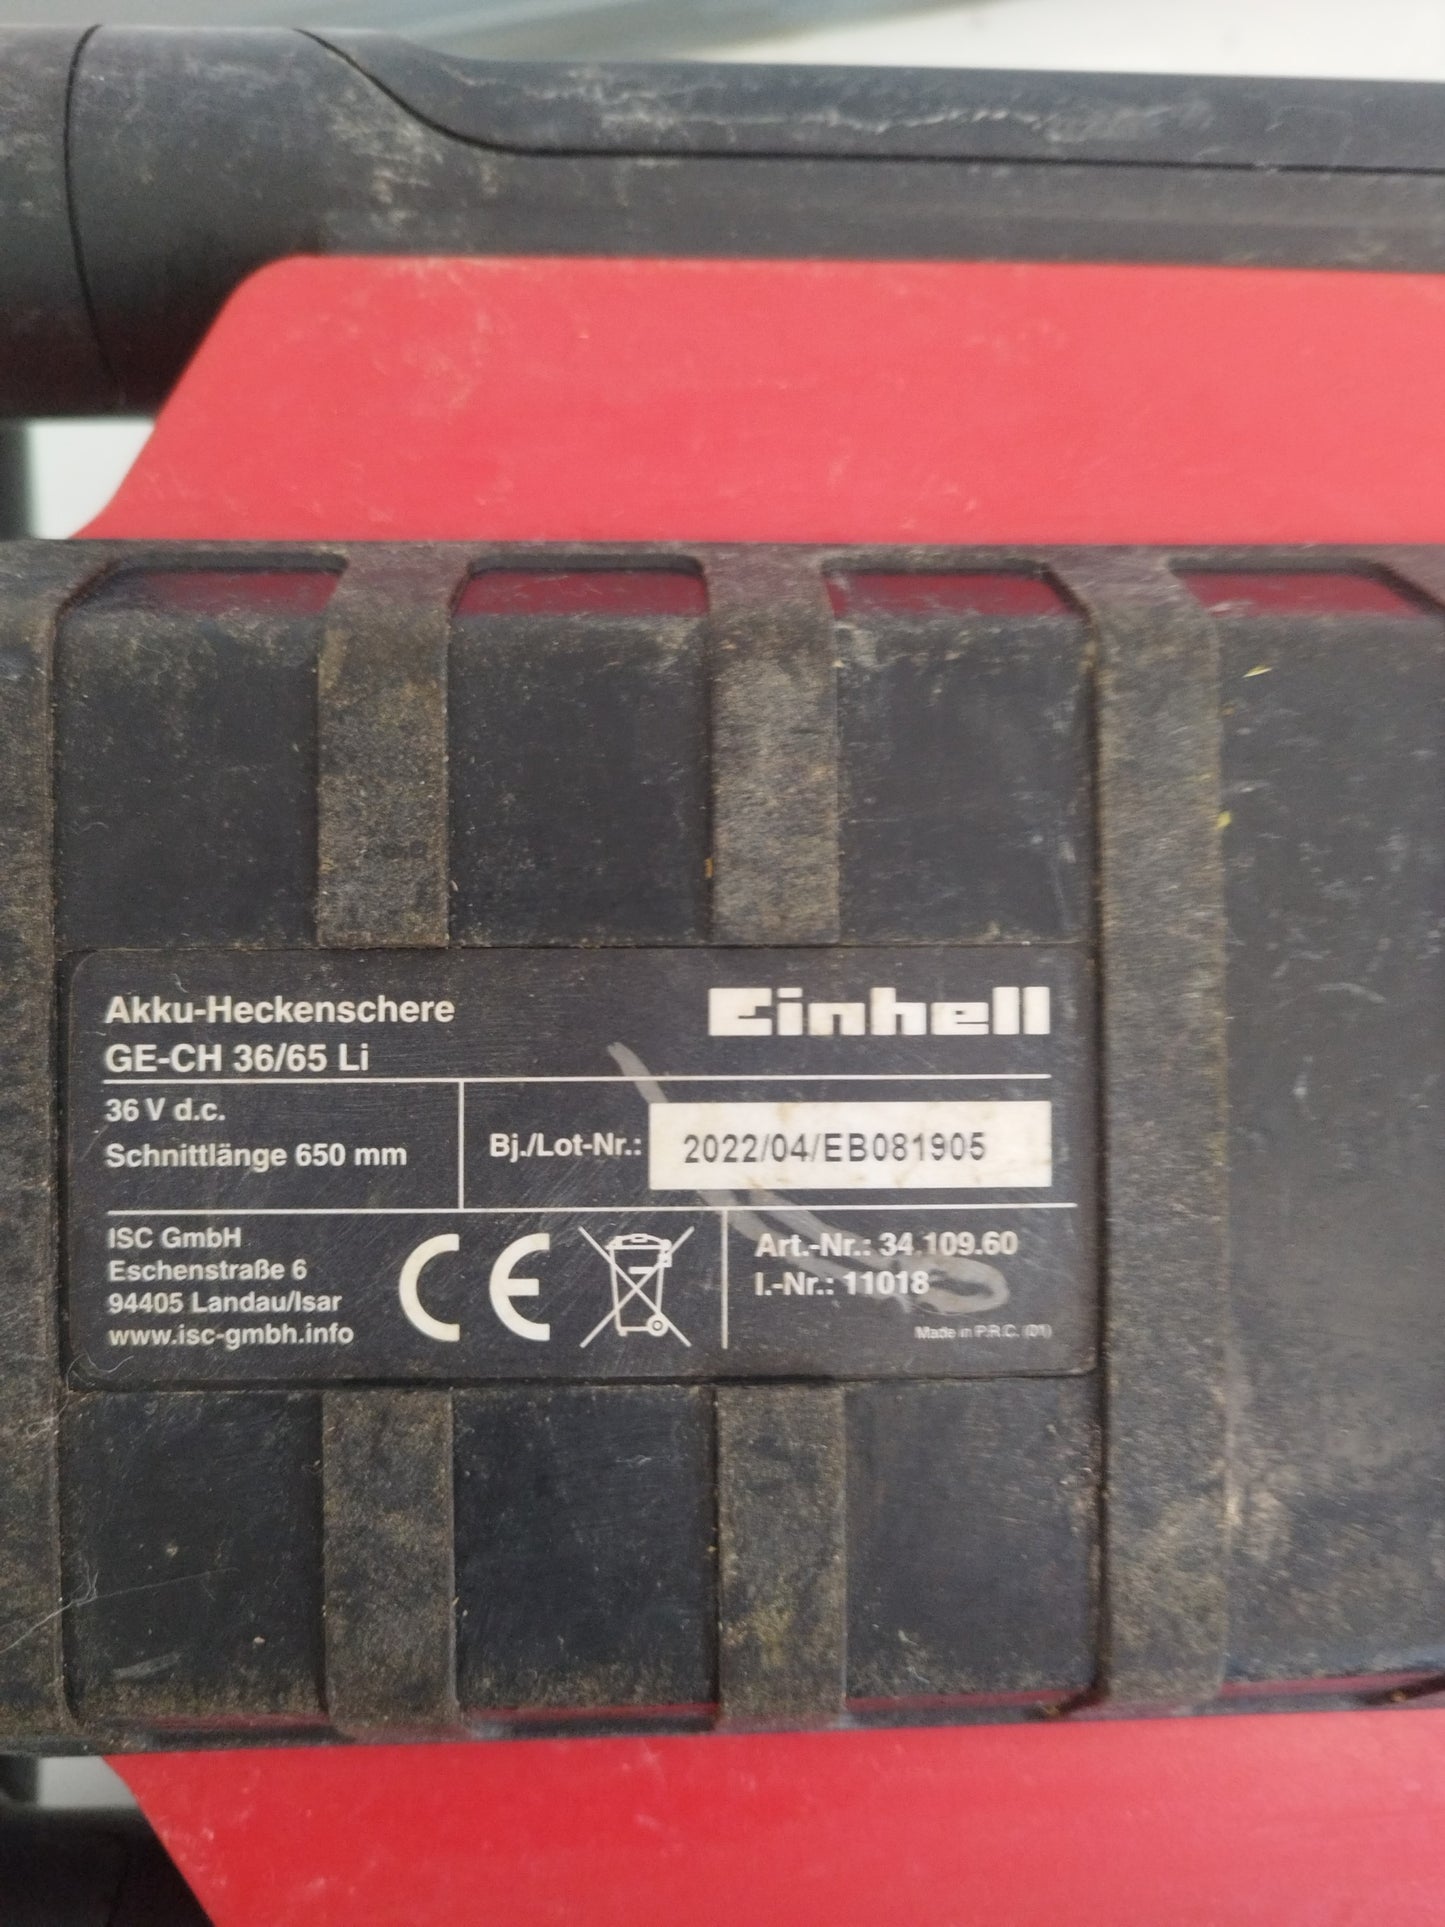 Akku-Heckenschere
GE-CH 36/65 Li
Einhell
36 V d.c.
Schnittlänge 650 mm
Bj./Lot-Nr.: 2022/04/EB081905
ISC GmbH
Eschenstraße 6
94405 Landau/Isar
www.isc-gmbh.info
CE
Art.-Nr.: 34.109.60
I.-Nr.: 11018
Made in P.R.C. (01)